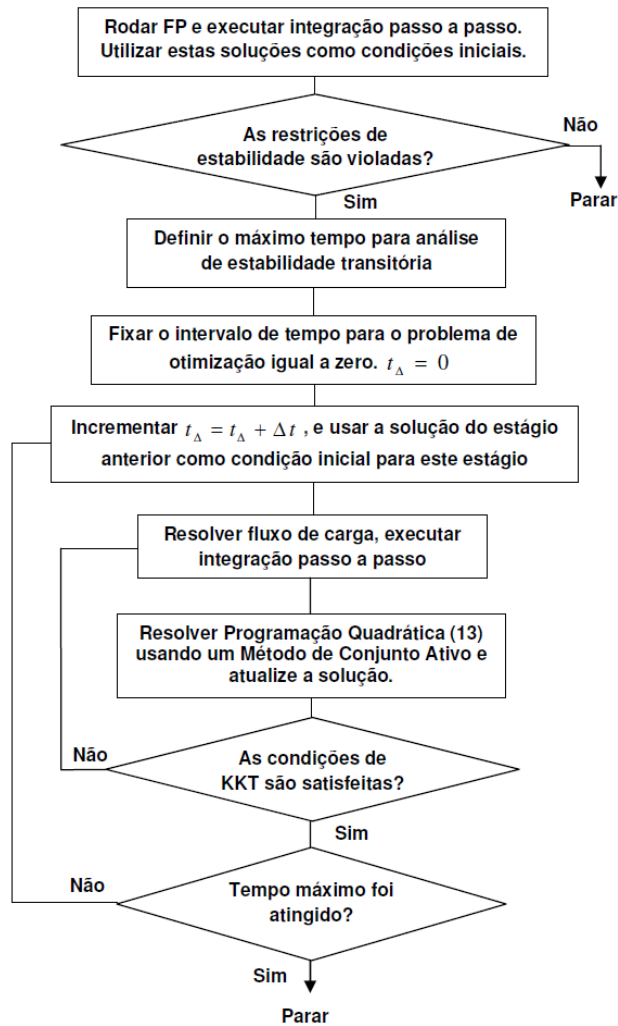 Rodar FP e executar integração passo a passo.
Utilizar estas soluções como condições iniciais.
As restrições de
estabilidade são violadas?
Não
Parar
Sim
Definir o máximo tempo para análise
de estabilidade transitória
Fixar o intervalo de tempo para o problema de
otimização igual a zero. t_Δ = 0
Incrementar t_Δ = t_Δ + Δt , e usar a solução do estágio
anterior como condição inicial para este estágio
Resolver fluxo de carga, executar
integração passo a passo
Resolver Programação Quadrática (13)
usando um Método de Conjunto Ativo e
atualize a solução.
Não
As condições de
KKT são satisfeitas?
Sim
Não
Tempo máximo foi
atingido?
Sim
Parar